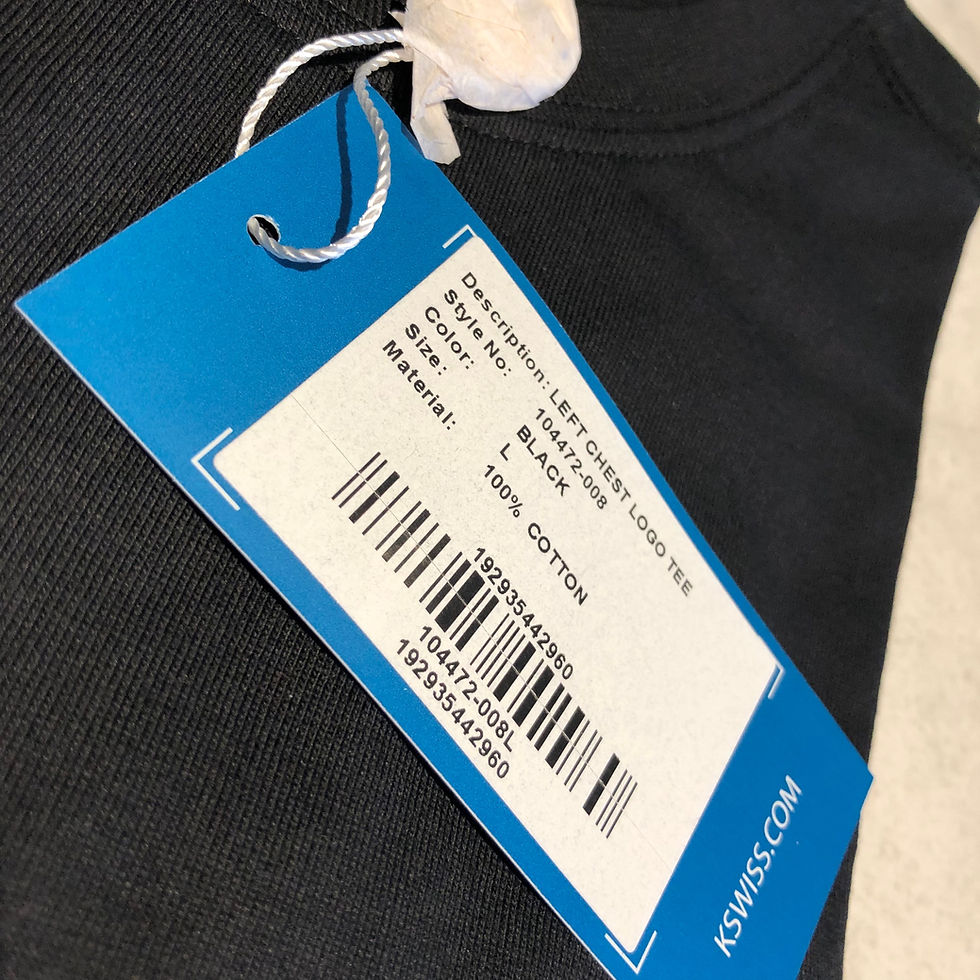 Description: LEFT CHEST LOGO TEE
Style No: 104472-008
Color: BLACK
Size: L
Material: 100% COTTON
192935442960
104472-008L
192935442960
KSWISS.COM